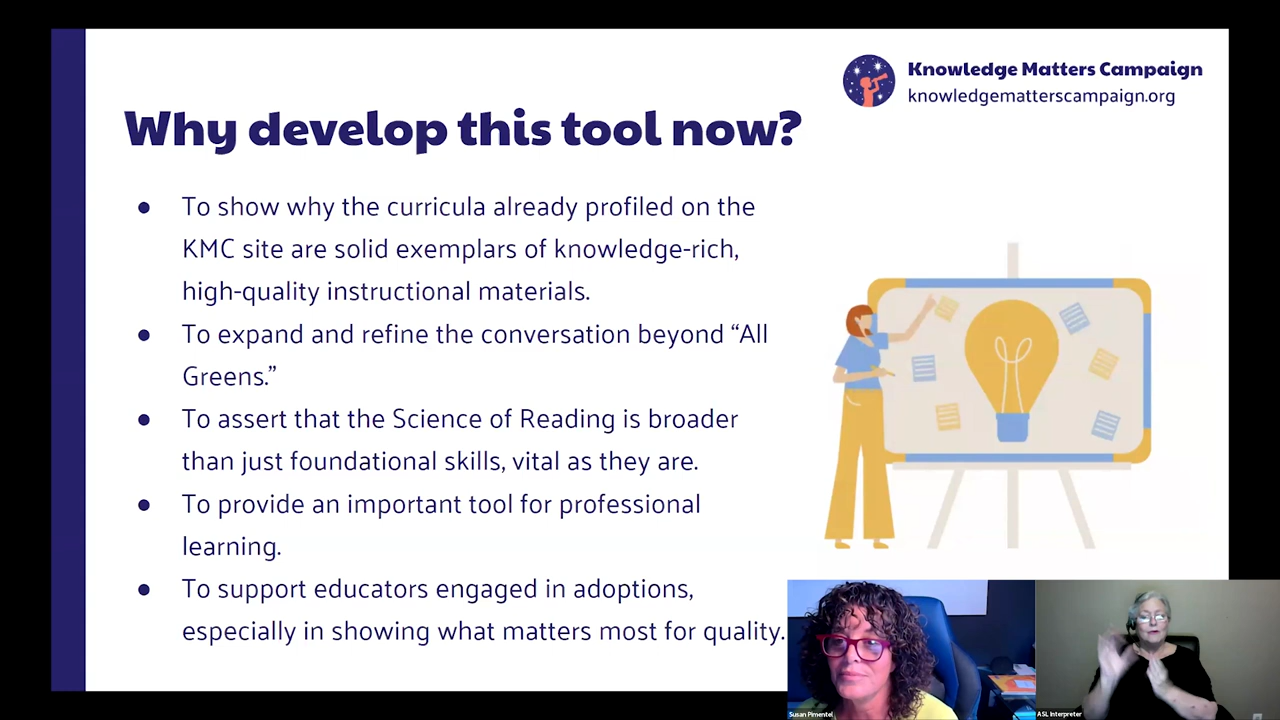 Knowledge Matters Campaign
knowledgematterscampaign.org
Why develop this tool now?
● To show why the curricula already profiled on the
KMC site are solid exemplars of knowledge-rich,
high-quality instructional materials.
● To expand and refine the conversation beyond “All
Greens.”
● To assert that the Science of Reading is broader
than just foundational skills, vital as they are.
● To provide an important tool for professional
learning.
● To support educators engaged in adoptions,
especially in showing what matters most for quality.
Susan Pimentel
ASL Interpreter